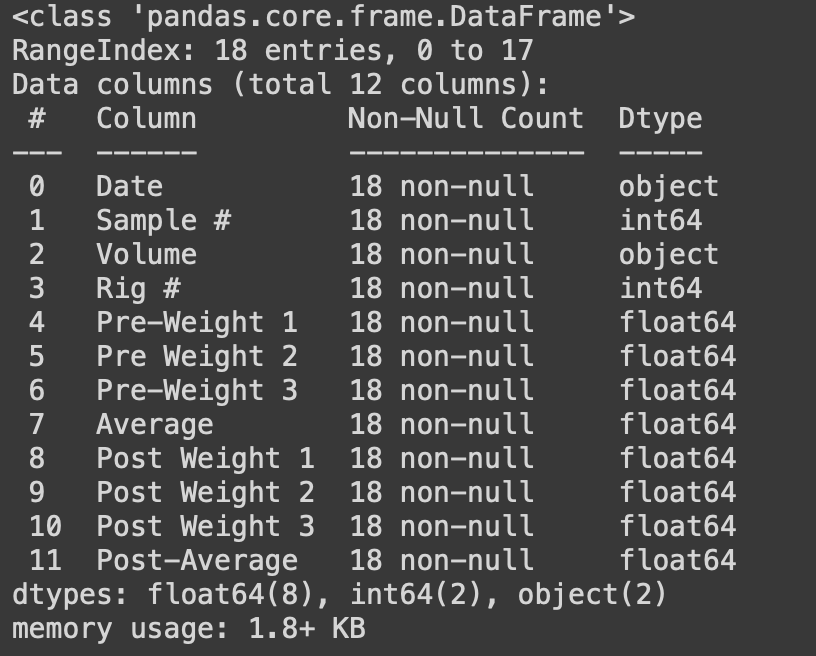 <class 'pandas.core.frame.DataFrame'>
RangeIndex: 18 entries, 0 to 17
Data columns (total 12 columns):
 #   Column         Non-Null Count  Dtype
---  ------         --------------  -----
 0   Date           18 non-null     object
 1   Sample #       18 non-null     int64
 2   Volume         18 non-null     object
 3   Rig #          18 non-null     int64
 4   Pre-Weight 1   18 non-null     float64
 5   Pre Weight 2   18 non-null     float64
 6   Pre-Weight 3   18 non-null     float64
 7   Average        18 non-null     float64
 8   Post Weight 1  18 non-null     float64
 9   Post Weight 2  18 non-null     float64
 10  Post Weight 3  18 non-null     float64
 11  Post-Average   18 non-null     float64
dtypes: float64(8), int64(2), object(2)
memory usage: 1.8+ KB